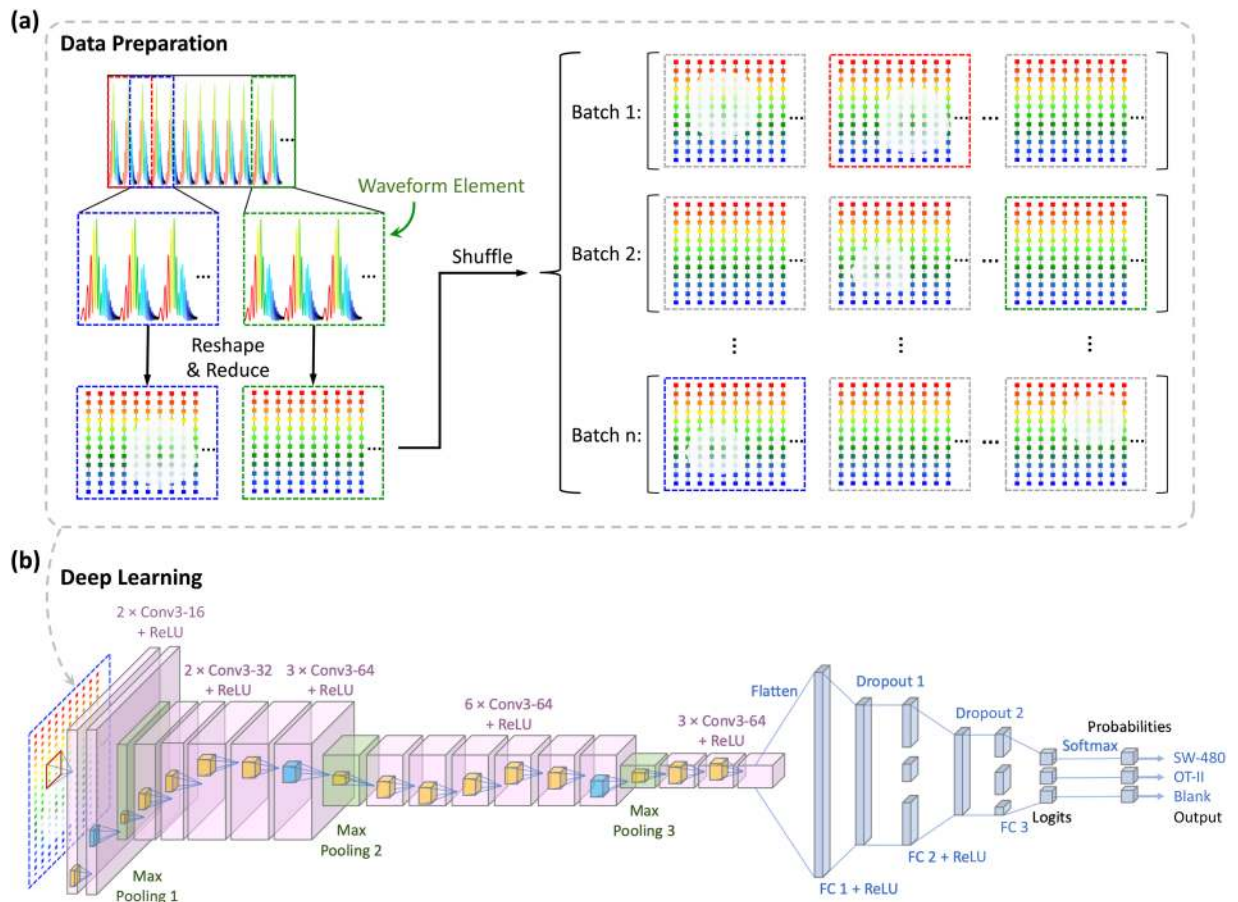 (a)
Data Preparation
...
Waveform Element
...
...
Reshape
& Reduce
...
...
Shuffle
Batch 1:
...
...
...
...
Batch 2:
...
...
...
...
...
...
...
Batch n:
...
...
...
...
(b)
Deep Learning
2 × Conv3-16
+ ReLU
2 × Conv3-32
+ ReLU
3 × Conv3-64
+ ReLU
6 × Conv3-64
+ ReLU
3 × Conv3-64
+ ReLU
Max
Pooling 1
Max
Pooling 2
Max
Pooling 3
Flatten
FC 1 + ReLU
Dropout 1
FC 2 + ReLU
Dropout 2
FC 3
Logits
Softmax
Probabilities
SW-480
OT-II
Blank
Output